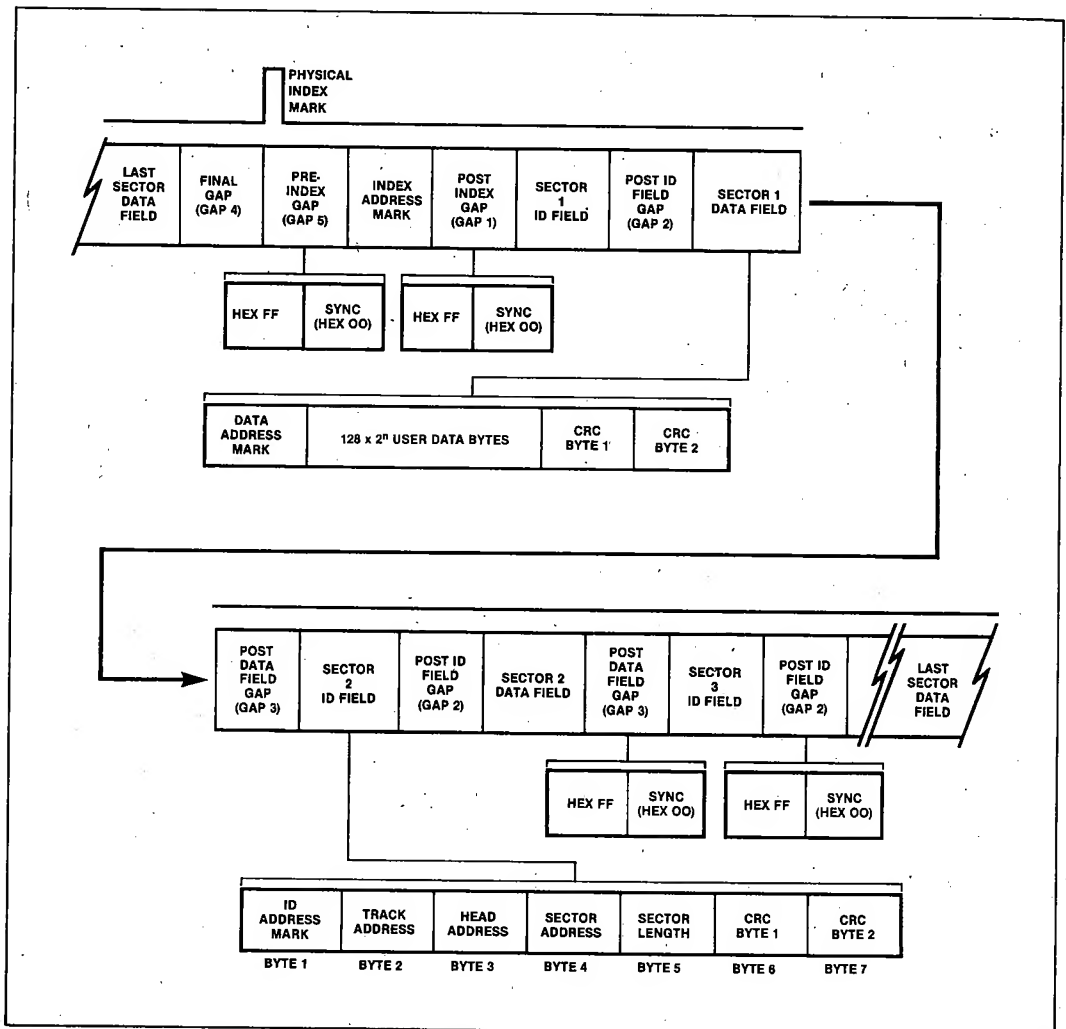 PHYSICAL
INDEX
MARK
LAST
SECTOR
DATA
FIELD
FINAL
GAP
(GAP 4)
PRE-
INDEX
GAP
(GAP 5)
INDEX
ADDRESS
MARK
POST
INDEX
GAP
(GAP 1)
SECTOR
1
ID FIELD
POST ID
FIELD
GAP
(GAP 2)
SECTOR 1
DATA FIELD
HEX FF
SYNC
(HEX OO)
HEX FF
SYNC
(HEX OO)
DATA
ADDRESS
MARK
128 x 2ⁿ USER DATA BYTES
CRC
BYTE 1
CRC
BYTE 2
POST
DATA
FIELD
GAP
(GAP 3)
SECTOR
2
ID FIELD
POST ID
FIELD
GAP
(GAP 2)
SECTOR 2
DATA FIELD
POST
DATA
FIELD
GAP
(GAP 3)
SECTOR
3
ID FIELD
POST ID
FIELD
GAP
(GAP 2)
LAST
SECTOR
DATA
FIELD
HEX FF
SYNC
(HEX OO)
HEX FF
SYNC
(HEX OO)
ID
ADDRESS
MARK
TRACK
ADDRESS
HEAD
ADDRESS
SECTOR
ADDRESS
SECTOR
LENGTH
CRC
BYTE 1
CRC
BYTE 2
BYTE 1
BYTE 2
BYTE 3
BYTE 4
BYTE 5
BYTE 6
BYTE 7